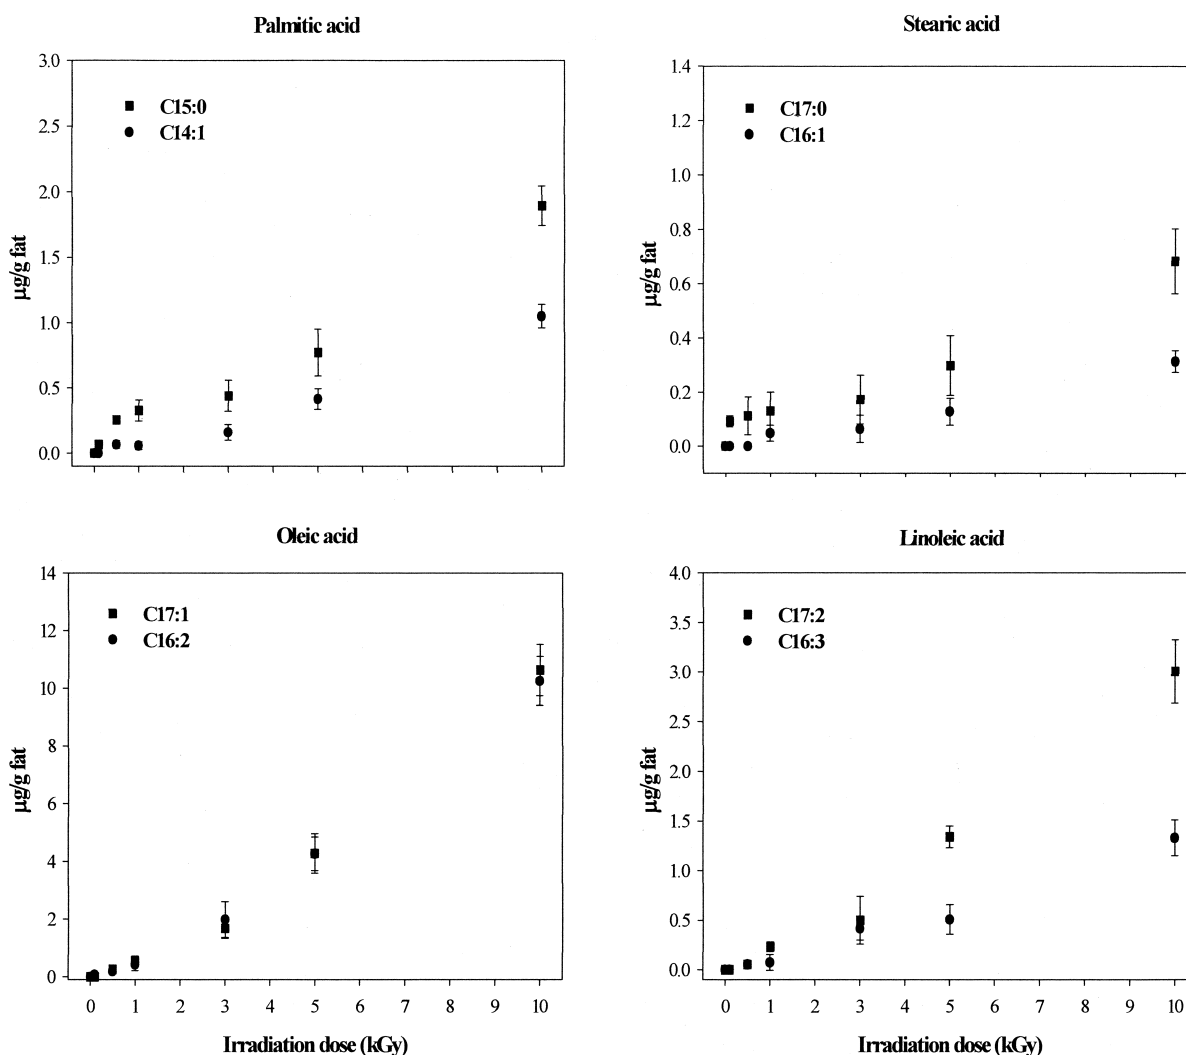 Palmitic acid
3.0
2.5
2.0
1.5
1.0
0.5
0.0
µg/g fat
C15:0
C14:1
Stearic acid
1.4
1.2
1.0
0.8
0.6
0.4
0.2
0.0
µg/g fat
C17:0
C16:1
Oleic acid
14
12
10
8
6
4
2
0
µg/g fat
C17:1
C16:2
0 1 2 3 4 5 6 7 8 9 10
Irradiation dose (kGy)
Linoleic acid
4.0
3.5
3.0
2.5
2.0
1.5
1.0
0.5
0.0
µg/g fat
C17:2
C16:3
0 1 2 3 4 5 6 7 8 9 10
Irradiation dose (kGy)